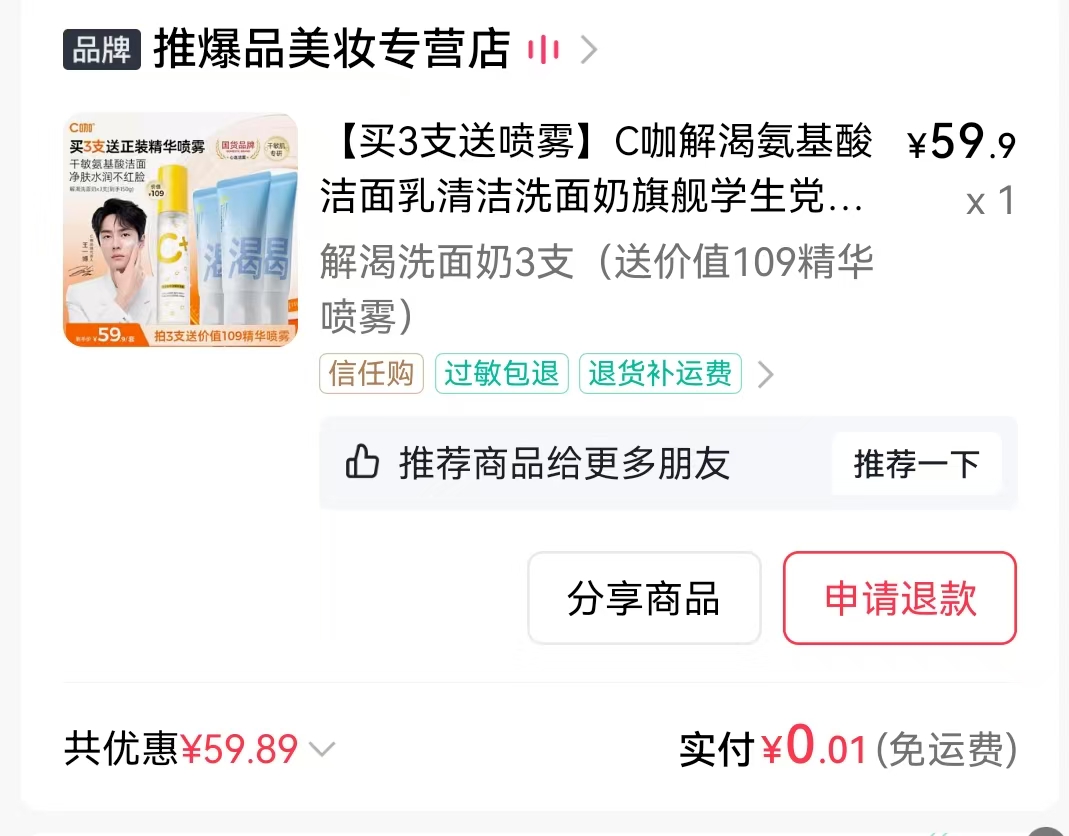 品牌 推爆品美妆专营店
C咖
买3支送正装精华喷雾
国货品牌
干敏肌
专研
干敏氨基酸洁面
净肤水润不红脸
价值
¥109
C+
渴
¥59.9/套
拍3支送价值109精华喷雾
【买3支送喷雾】C咖解渴氨基酸 ¥59.9
洁面乳清洁洗面奶旗舰学生党... x 1
解渴洗面奶3支（送价值109精华
喷雾）
信任购 过敏包退 退货补运费
推荐商品给更多朋友 推荐一下
分享商品 申请退款
共优惠¥59.89 实付¥0.01(免运费)